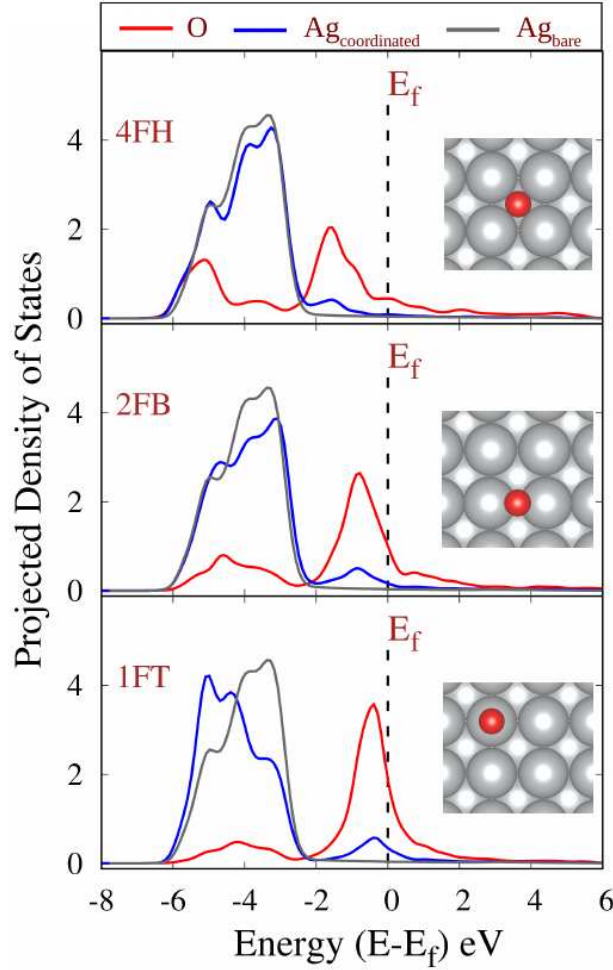 O Ag_coordinated Ag_bare
E_f
4FH
4
2
0
E_f
2FB
4
2
0
E_f
1FT
4
2
0
-8 -6 -4 -2 0 2 4 6
Energy (E-E_f) eV
Projected Density of States